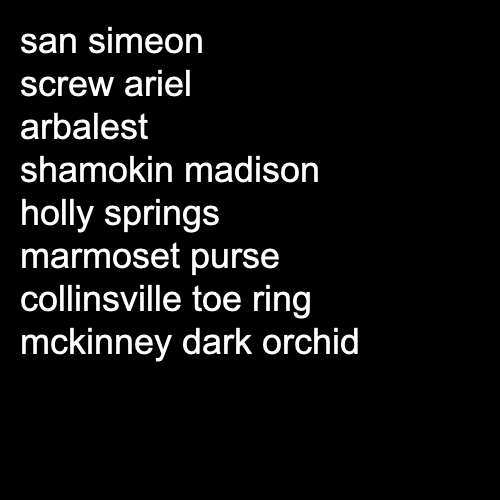 san simeon
screw ariel
arbalest
shamokin madison
holly springs
marmoset purse
collinsville toe ring
mckinney dark orchid